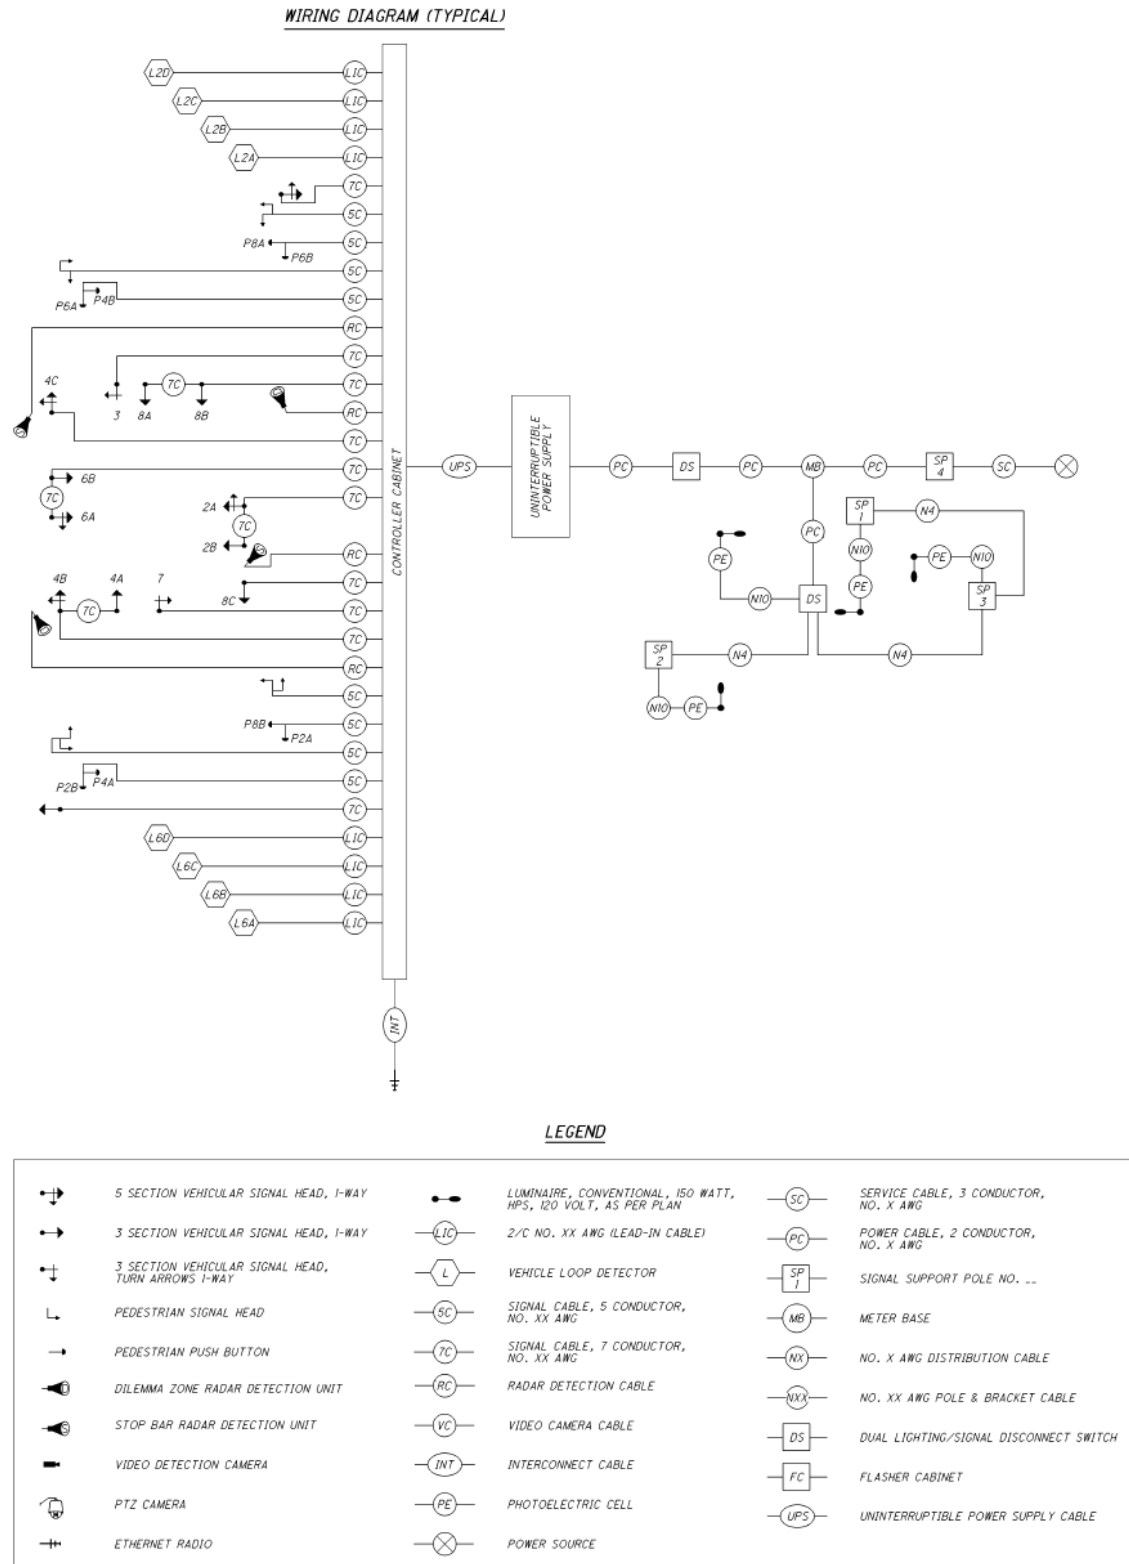 WIRING DIAGRAM (TYPICAL)
L2D LIC
L2C LIC
L2B LIC
L2A LIC
7C
5C
P8A 5C
P6B
5C
P6A P4B 5C
RC
7C
4C 3 8A 7C 8B 7C
RC
7C
6B 7C
7C 6A
2A 7C
7C
2B RC
8C 7C
4B 7C 4A 7 7C
7C
RC
5C
P8B 5C
P2A
5C
P2B P4A 5C
7C
L6D LIC
L6C LIC
L6B LIC
L6A LIC
CONTROLLER CABINET
INT
UPS
UNINTERRUPTIBLE
POWER SUPPLY
PC DS PC MB PC SP
4 SC
PC
SP
1 N4
N10
PE
PE N10
SP
3
PE
N10 DS
SP
2 N4 N4
N10 PE
LEGEND
5 SECTION VEHICULAR SIGNAL HEAD, 1-WAY
3 SECTION VEHICULAR SIGNAL HEAD, 1-WAY
3 SECTION VEHICULAR SIGNAL HEAD,
TURN ARROWS 1-WAY
PEDESTRIAN SIGNAL HEAD
PEDESTRIAN PUSH BUTTON
D DILEMMA ZONE RADAR DETECTION UNIT
S STOP BAR RADAR DETECTION UNIT
VIDEO DETECTION CAMERA
PTZ CAMERA
ETHERNET RADIO
LUMINAIRE, CONVENTIONAL, 150 WATT,
HPS, 120 VOLT, AS PER PLAN
LIC 2/C NO. XX AWG (LEAD-IN CABLE)
L VEHICLE LOOP DETECTOR
5C SIGNAL CABLE, 5 CONDUCTOR,
NO. XX AWG
7C SIGNAL CABLE, 7 CONDUCTOR,
NO. XX AWG
RC RADAR DETECTION CABLE
VC VIDEO CAMERA CABLE
INT INTERCONNECT CABLE
PE PHOTOELECTRIC CELL
POWER SOURCE
SC SERVICE CABLE, 3 CONDUCTOR,
NO. X AWG
PC POWER CABLE, 2 CONDUCTOR,
NO. X AWG
SP
1 SIGNAL SUPPORT POLE NO. __
MB METER BASE
NX NO. X AWG DISTRIBUTION CABLE
NXX NO. XX AWG POLE & BRACKET CABLE
DS DUAL LIGHTING/SIGNAL DISCONNECT SWITCH
FC FLASHER CABINET
UPS UNINTERRUPTIBLE POWER SUPPLY CABLE